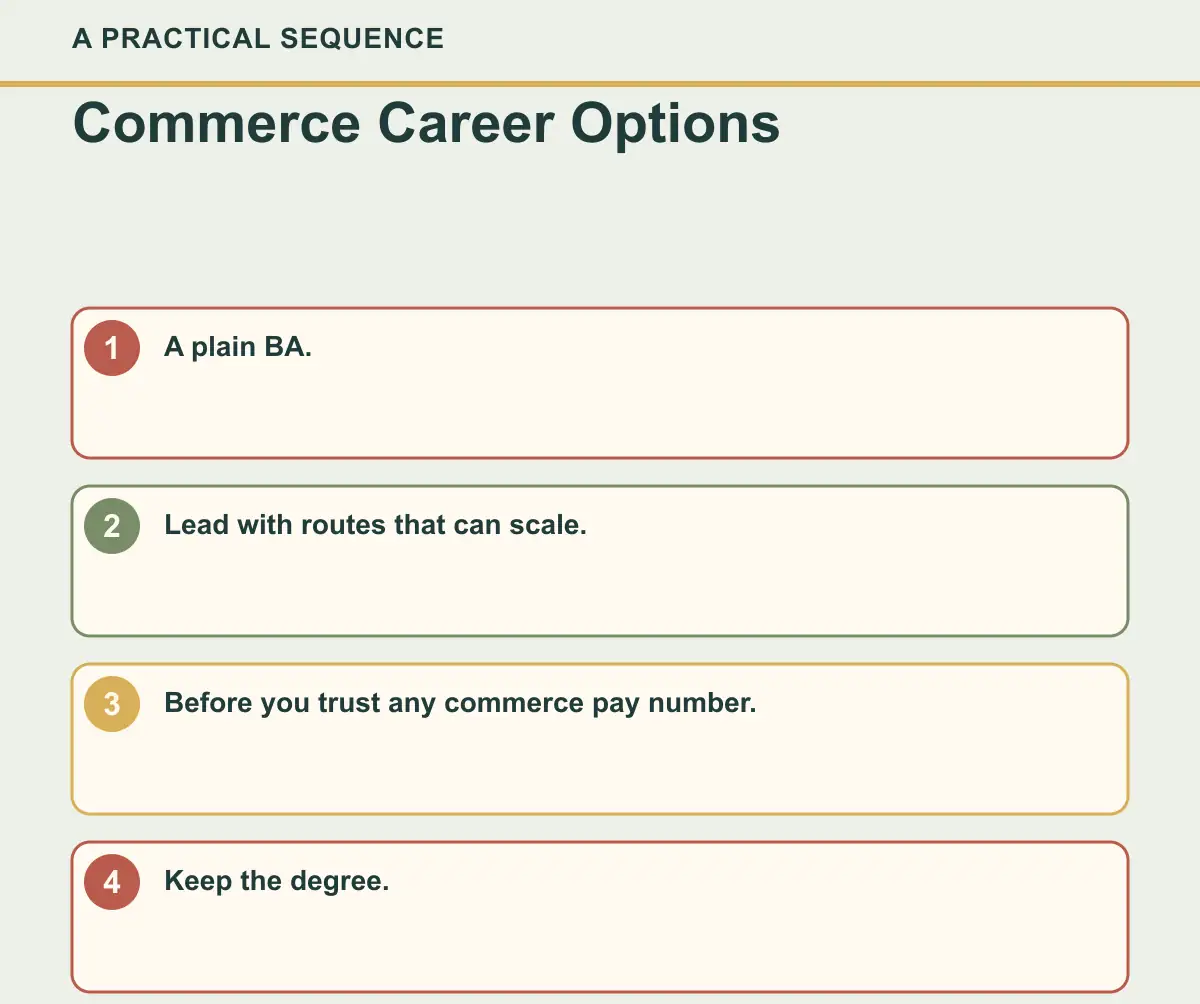 A PRACTICAL SEQUENCE
Commerce Career Options
1 A plain BA.
2 Lead with routes that can scale.
3 Before you trust any commerce pay number.
4 Keep the degree.